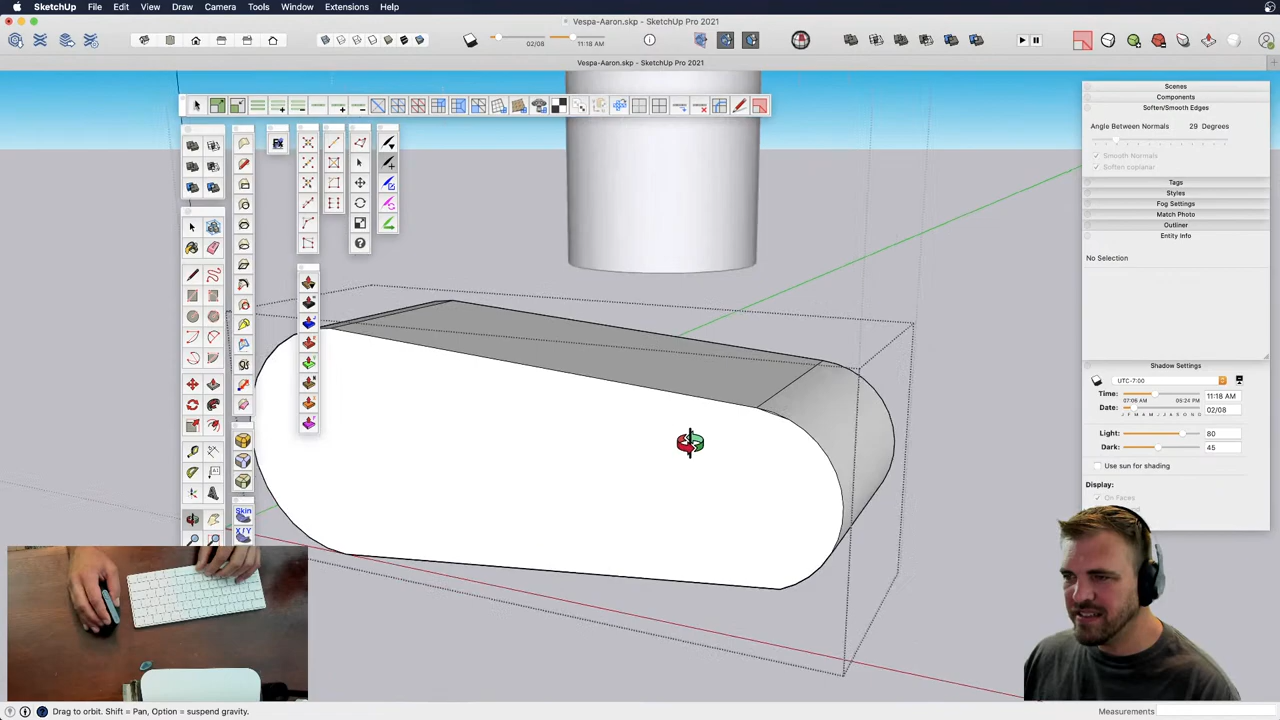 SketchUp File Edit View Draw Camera Tools Window Extensions Help
Vespa-Aaron.skp - SketchUp Pro 2021
02/08 11:18 AM
Vespa-Aaron.skp - SketchUp Pro 2021
Scenes
Components
Soften/Smooth Edges
Angle Between Normals 29 Degrees
Smooth Normals
Soften coplanar
Tags
Styles
Fog Settings
Match Photo
Outliner
Entity Info
No Selection
Shadow Settings
UTC-7:00
Time: 07:06 AM 05:24 PM 11:18 AM
Date: J F M A M J J A S O N D 02/08
Light: 80
Dark: 45
Use sun for shading
Display:
On Faces
Skin
X / Y
Drag to orbit. Shift = Pan, Option = suspend gravity.
Measurements